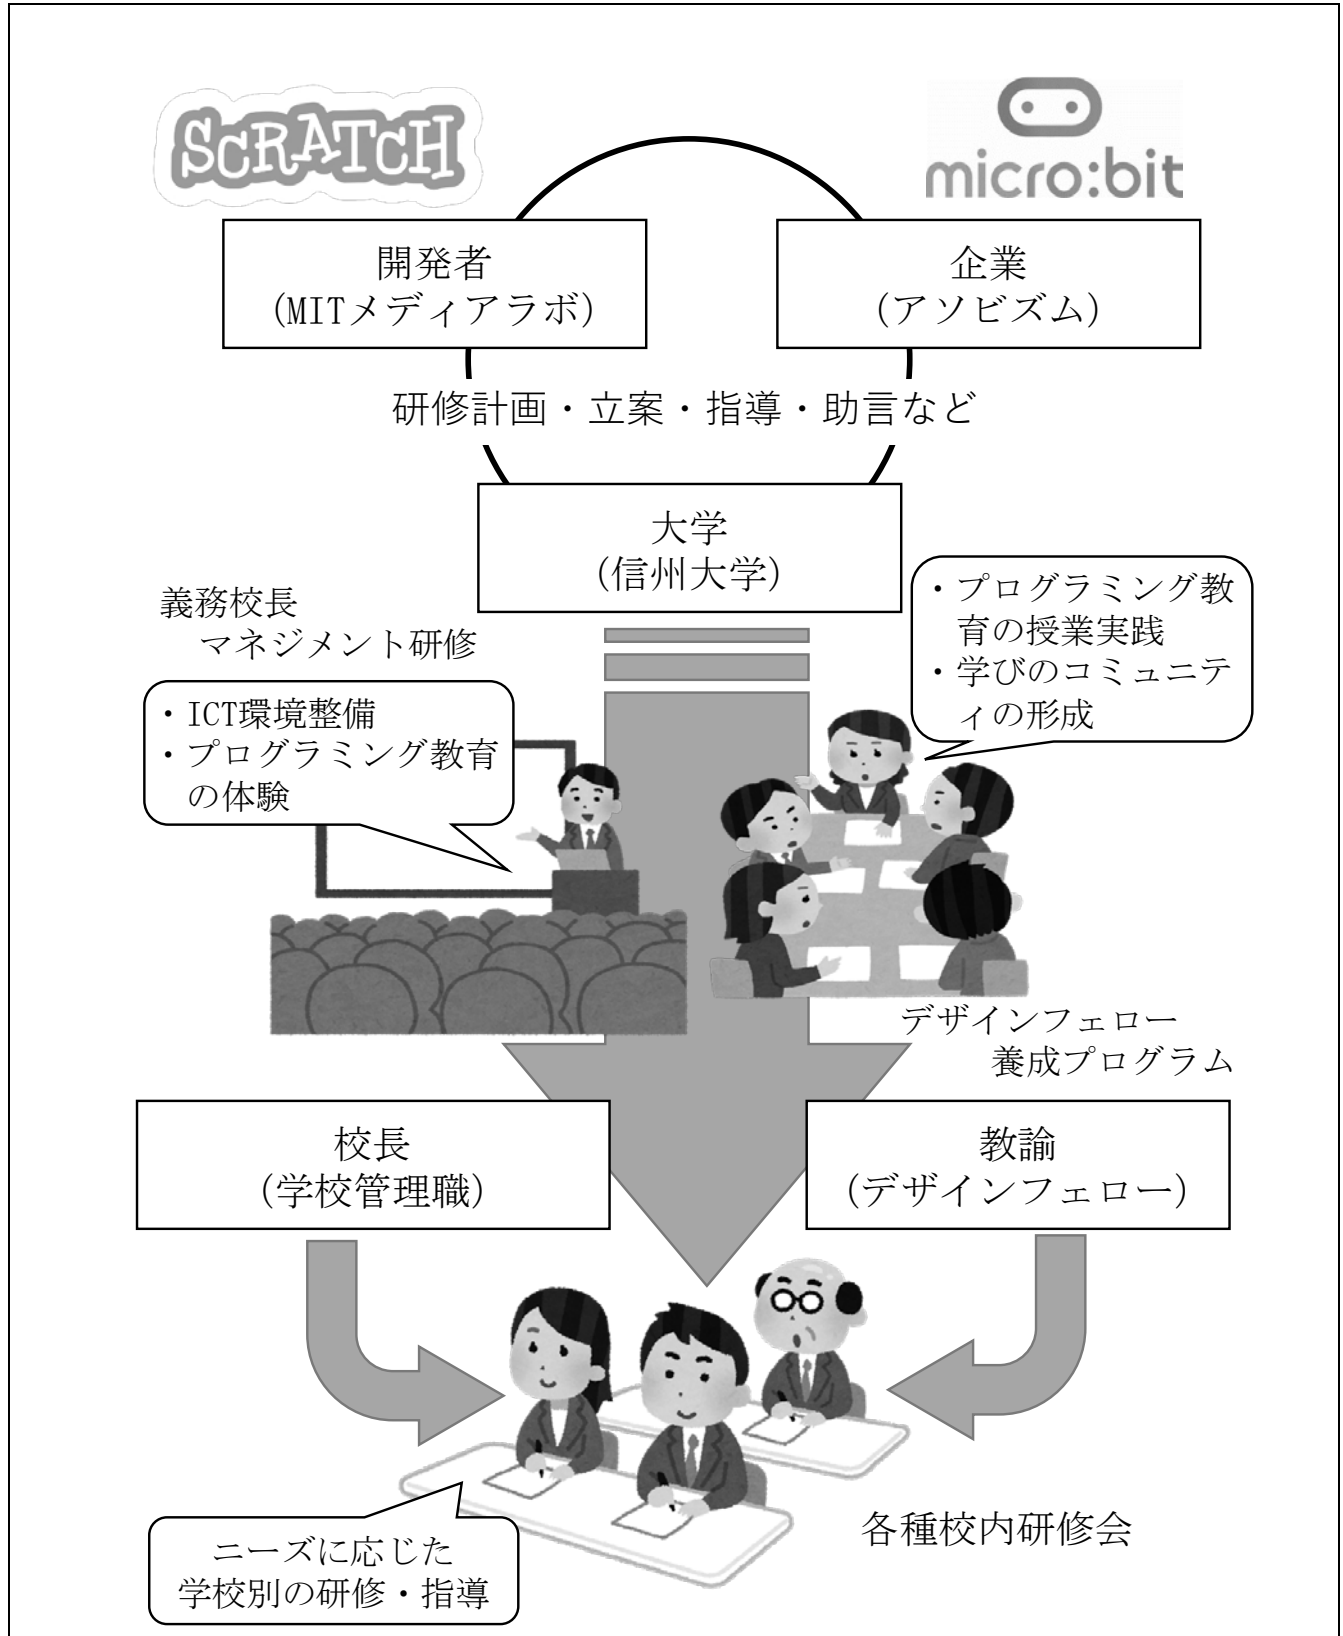 SCRATCH
micro:bit
開発者
(MITメディアラボ)
企業
(アソビズム)
研修計画・立案・指導・助言など
大学
(信州大学)
義務校長
マネジメント研修
・ICT環境整備
・プログラミング教育
の体験
・プログラミング教
育の授業実践
・学びのコミュニテ
ィの形成
デザインフェロー
養成プログラム
校長
(学校管理職)
教諭
(デザインフェロー)
ニーズに応じた
学校別の研修・指導
各種校内研修会